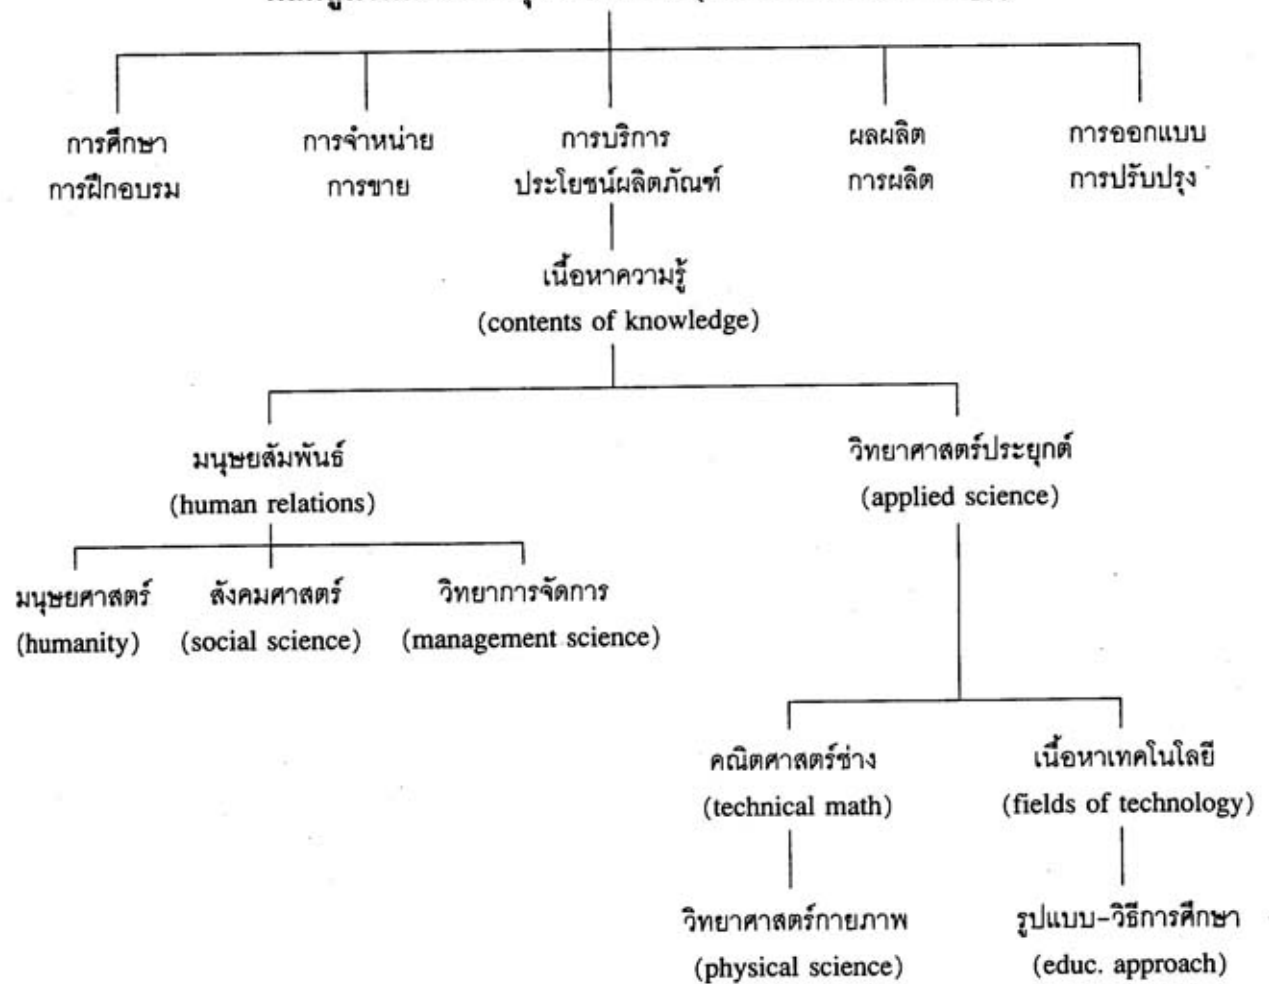 การศึกษา การจำหน่าย การบริการ ผลผลิต การออกแบบ
การฝึกอบรม การขาย ประโยชน์ผลิตภัณฑ์ การผลิต การปรับปรุง
เนื้อหาความรู้
(contents of knowledge)
มนุษยสัมพันธ์ วิทยาศาสตร์ประยุกต์
(human relations) (applied science)
มนุษยศาสตร์ สังคมศาสตร์ วิทยาการจัดการ
(humanity) (social science) (management science)
คณิตศาสตร์ช่าง เนื้อหาเทคโนโลยี
(technical math) (fields of technology)
วิทยาศาสตร์กายภาพ รูปแบบ-วิธีการศึกษา
(physical science) (educ. approach)